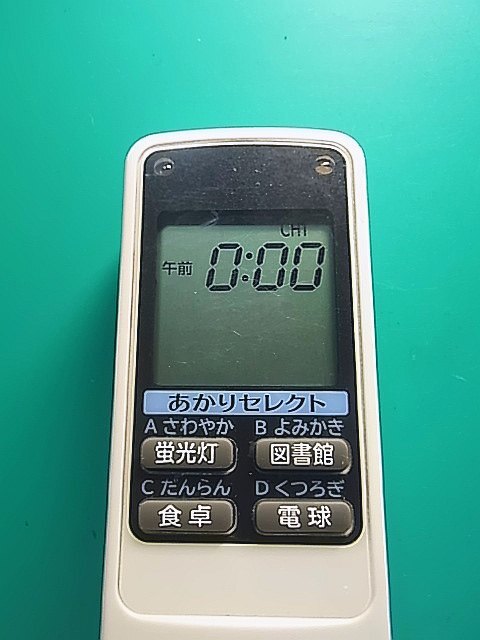 CH1
午前 0:00
あかりセレクト
A さわやか B よみかき
蛍光灯 図書館
C だんらん D くつろぎ
食卓 電球